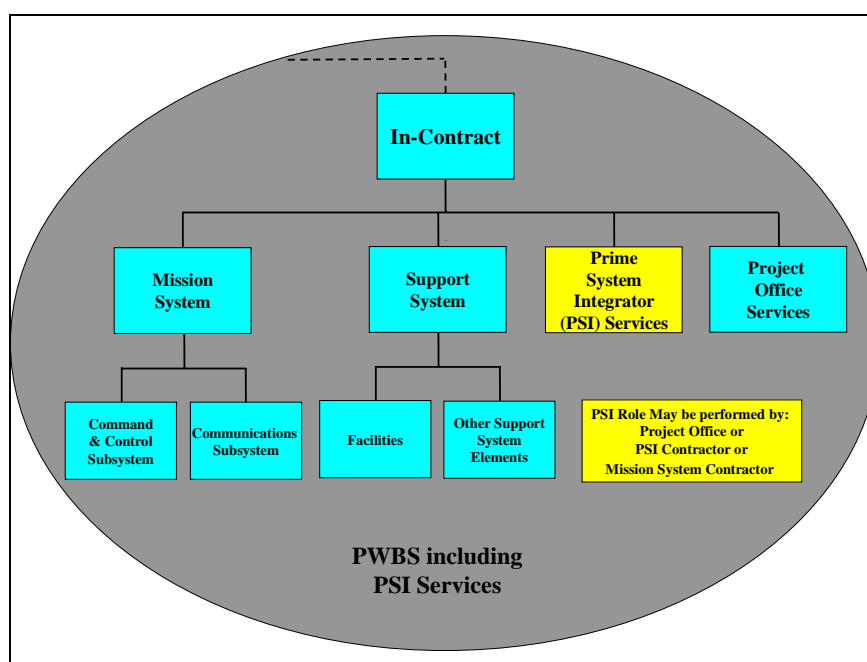 In-Contract
Mission
System
Support
System
Prime
System
Integrator
(PSI) Services
Project
Office
Services
Command
& Control
Subsystem
Communications
Subsystem
Facilities
Other Support
System
Elements
PSI Role May be performed by:
Project Office or
PSI Contractor or
Mission System Contractor
PWBS including
PSI Services